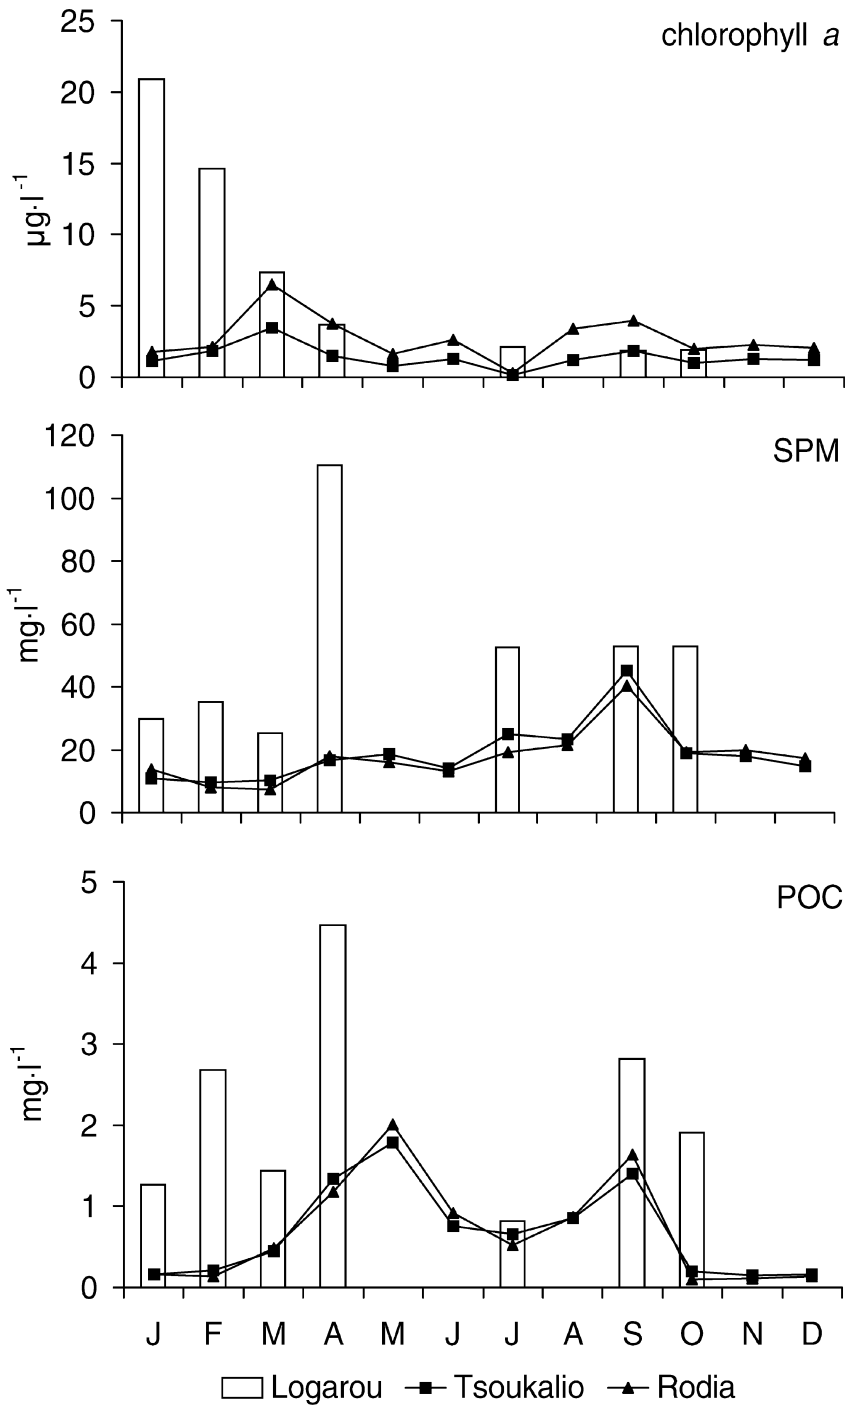 chlorophyll a
25
20
15
10
5
0
µg·l⁻¹
SPM
120
100
80
60
40
20
0
mg·l⁻¹
POC
5
4
3
2
1
0
mg·l⁻¹
J F M A M J J A S O N D
Logarou Tsoukalio Rodia